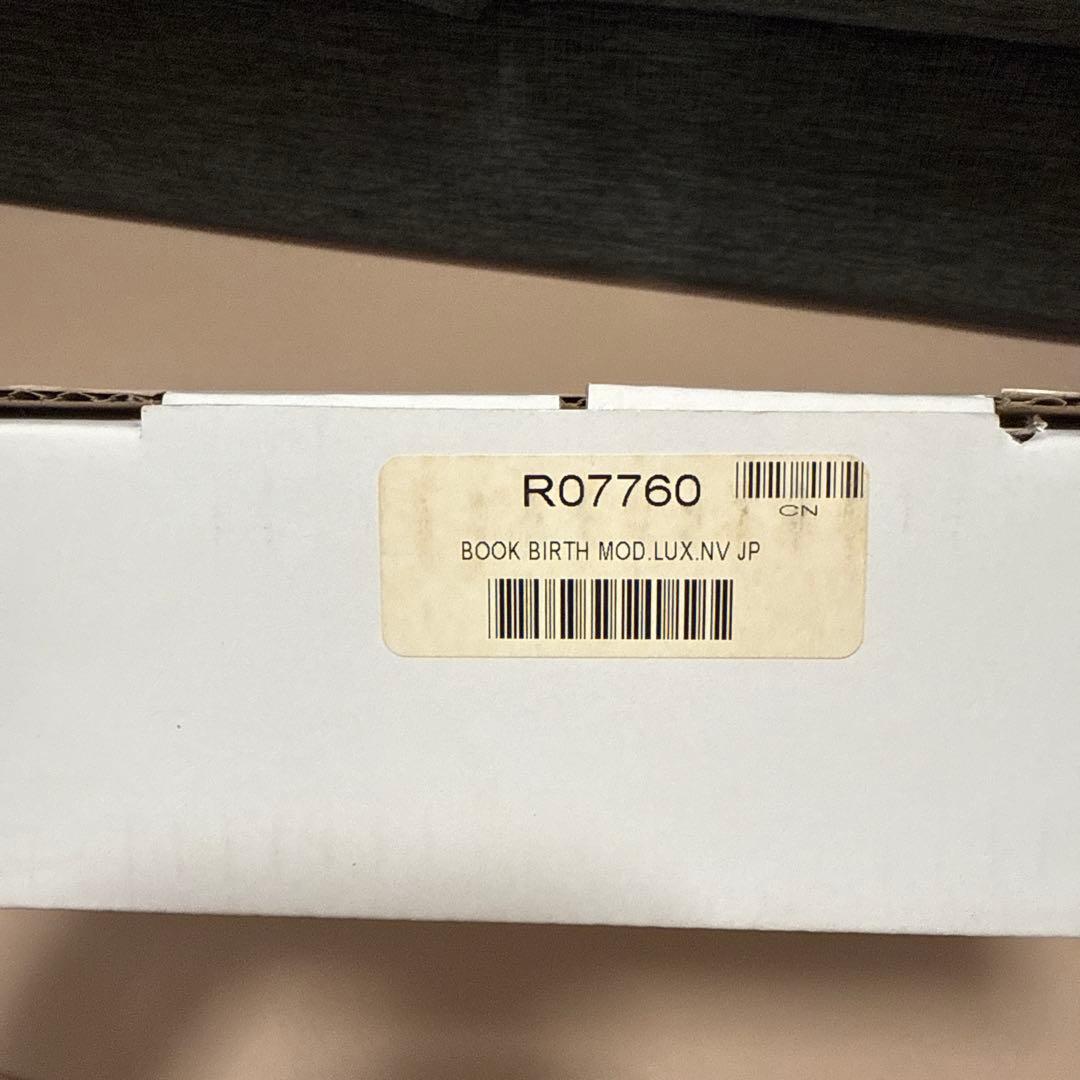 R07760
CN
BOOK BIRTH MOD.LUX.NV JP